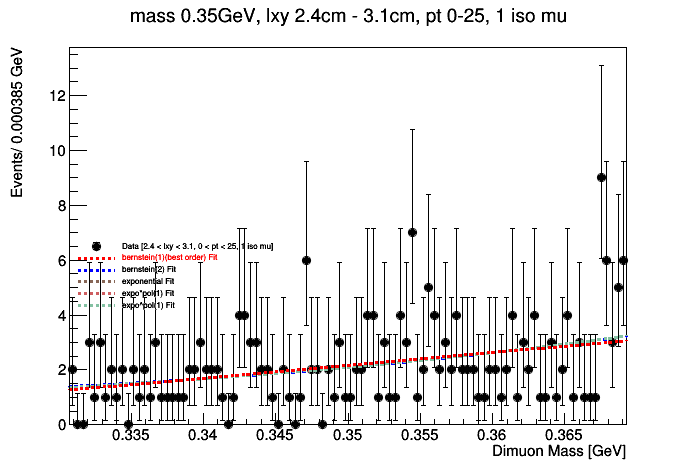 mass 0.35GeV, lxy 2.4cm - 3.1cm, pt 0-25, 1 iso mu
Events/ 0.000385 GeV
12
10
8
6
4
2
0
Data [2.4 < lxy < 3.1, 0 < pt < 25, 1 iso mu]
bernstein(1)(best order) Fit
bernstein(2) Fit
exponential Fit
expo*pol(1) Fit
expo*pol(1) Fit
0.335
0.34
0.345
0.35
0.355
0.36
0.365
Dimuon Mass [GeV]